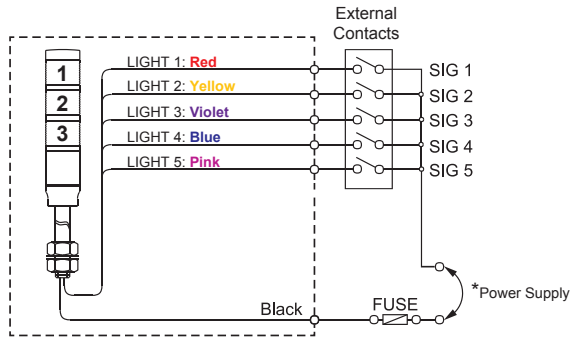 External
Contacts
1
2
3
LIGHT 1: Red
LIGHT 2: Yellow
LIGHT 3: Violet
LIGHT 4: Blue
LIGHT 5: Pink
SIG 1
SIG 2
SIG 3
SIG 4
SIG 5
Black
FUSE
*Power Supply